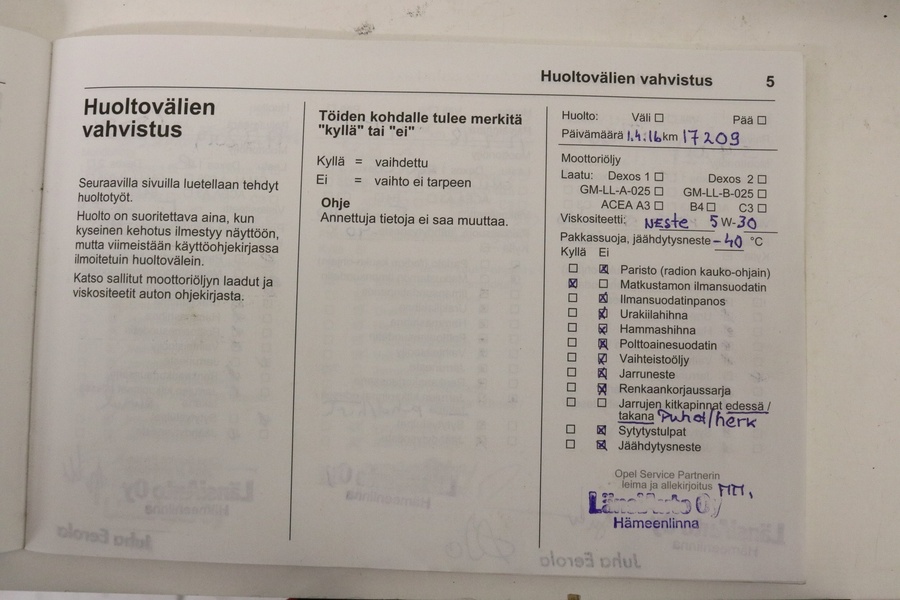 Huoltovälien vahvistus 5
Huoltovälien
vahvistus
Seuraavilla sivuilla luetellaan tehdyt
huoltotyöt.
Huolto on suoritettava aina, kun
kyseinen kehotus ilmestyy näyttöön,
mutta viimeistään käyttöohjekirjassa
ilmoitetuin huoltovälein.
Katso sallitut moottoriöljyn laadut ja
viskositeetit auton ohjekirjasta.
Töiden kohdalle tulee merkitä
"kyllä" tai "ei"
Kyllä = vaihdettu
Ei = vaihto ei tarpeen
Ohje
Annettuja tietoja ei saa muuttaa.
Huolto: Väli ☐ Pää ☐
Päivämäärä 1.4.16 km 17209
Moottoriöljy
Laatu: Dexos 1 ☐ Dexos 2 ☐
GM-LL-A-025 ☐ GM-LL-B-025 ☐
ACEA A3 ☐ B4 ☐ C3 ☐
Viskositeetti: Neste 5 W-30
Pakkassuoja, jäähdytysneste -40 °C
Kyllä Ei
☐ ☒ Paristo (radion kauko-ohjain)
☒ ☐ Matkustamon ilmansuodatin
☐ ☒ Ilmansuodatinpanos
☐ ☒ Urakiilahihna
☐ ☒ Hammashihna
☐ ☒ Polttoainesuodatin
☐ ☒ Vaihteistoöljy
☐ ☒ Jarruneste
☐ ☒ Renkaankorjaussarja
☐ ☐ Jarrujen kitkapinnat edessä /
takana Puhd/herk
☐ ☒ Sytytystulpat
☐ ☒ Jäähdytysneste
Opel Service Partnerin
leima ja allekirjoitus
LänsiAuto Oy
Hämeenlinna